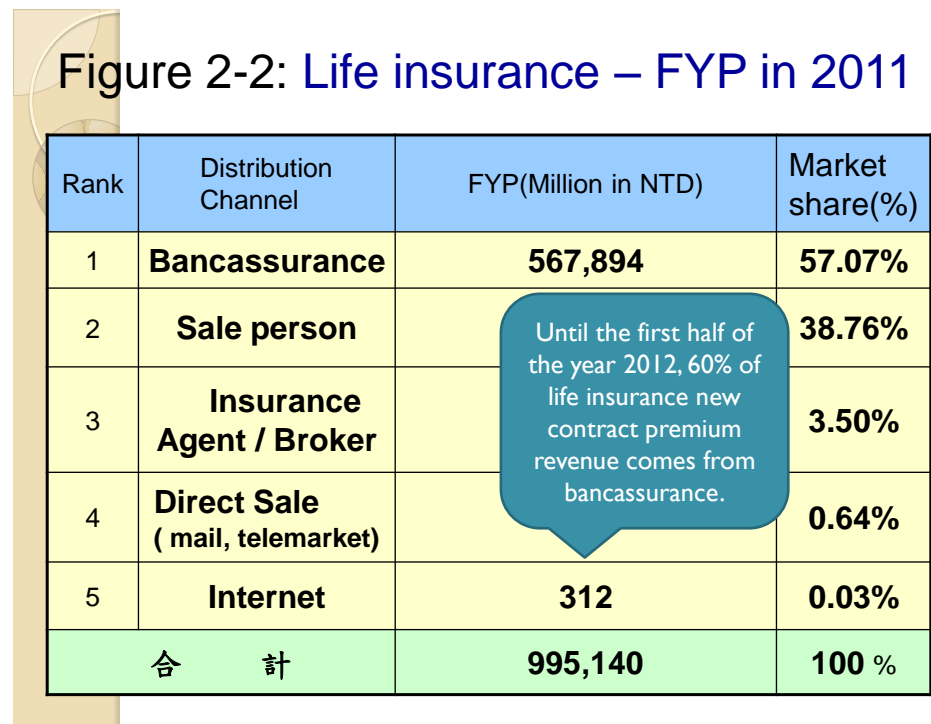 Figure 2-2: Life insurance – FYP in 2011
Rank
Distribution
Channel
FYP(Million in NTD)
Market
share(%)
1
Bancassurance
567,894
57.07%
2
Sale person
38.76%
3
Insurance
Agent / Broker
3.50%
4
Direct Sale
( mail, telemarket)
0.64%
Until the first half of
the year 2012, 60% of
life insurance new
contract premium
revenue comes from
bancassurance.
5
Internet
312
0.03%
合 計
995,140
100 %